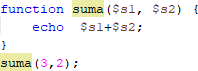 function suma($s1, $s2) {
echo $s1+$s2;
}
suma(3,2);